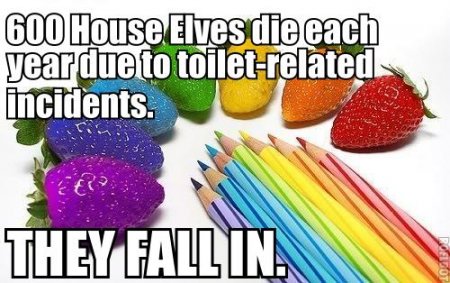 600 House Elves die each
year due to toilet-related
incidents.
THEY FALL IN.